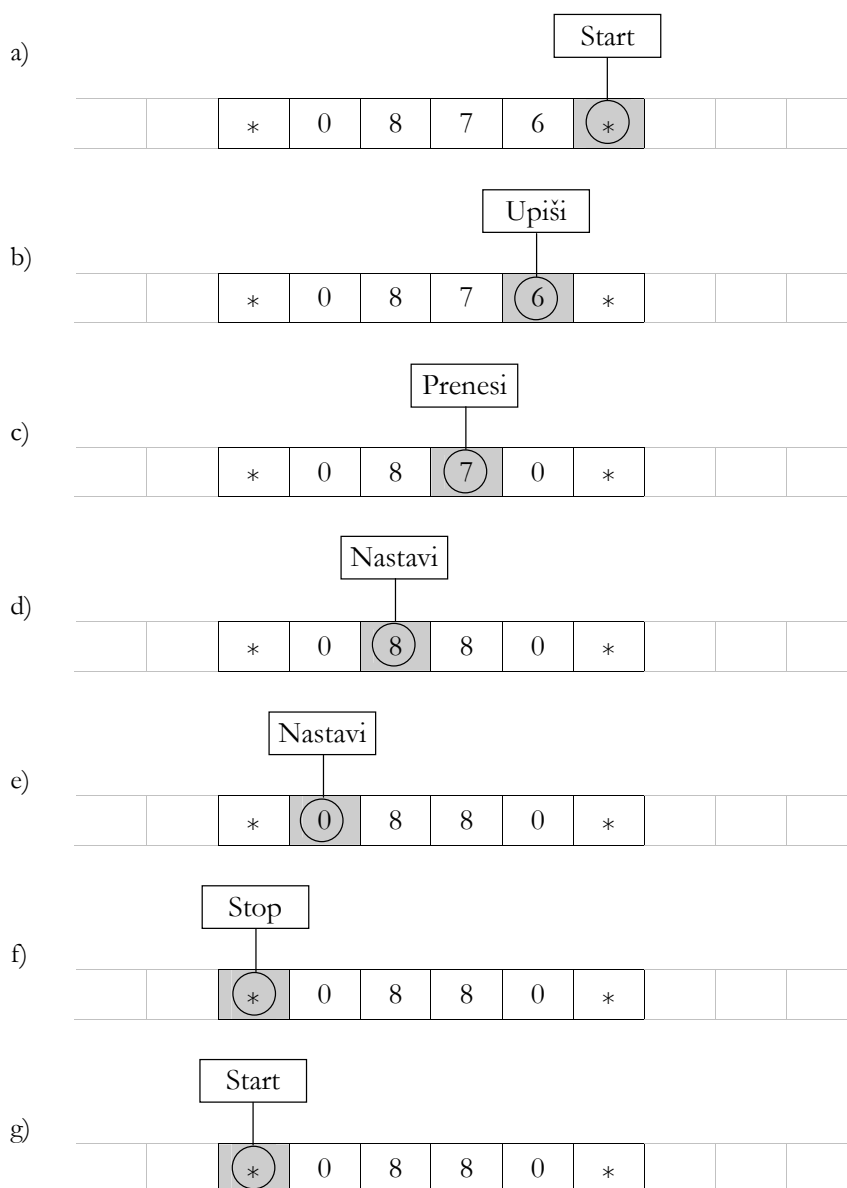 Start
a)
* 0 8 7 6 *
Upiši
b)
* 0 8 7 6 *
Prenesi
c)
* 0 8 7 0 *
Nastavi
d)
* 0 8 8 0 *
Nastavi
e)
* 0 8 8 0 *
Stop
f)
* 0 8 8 0 *
Start
g)
* 0 8 8 0 *